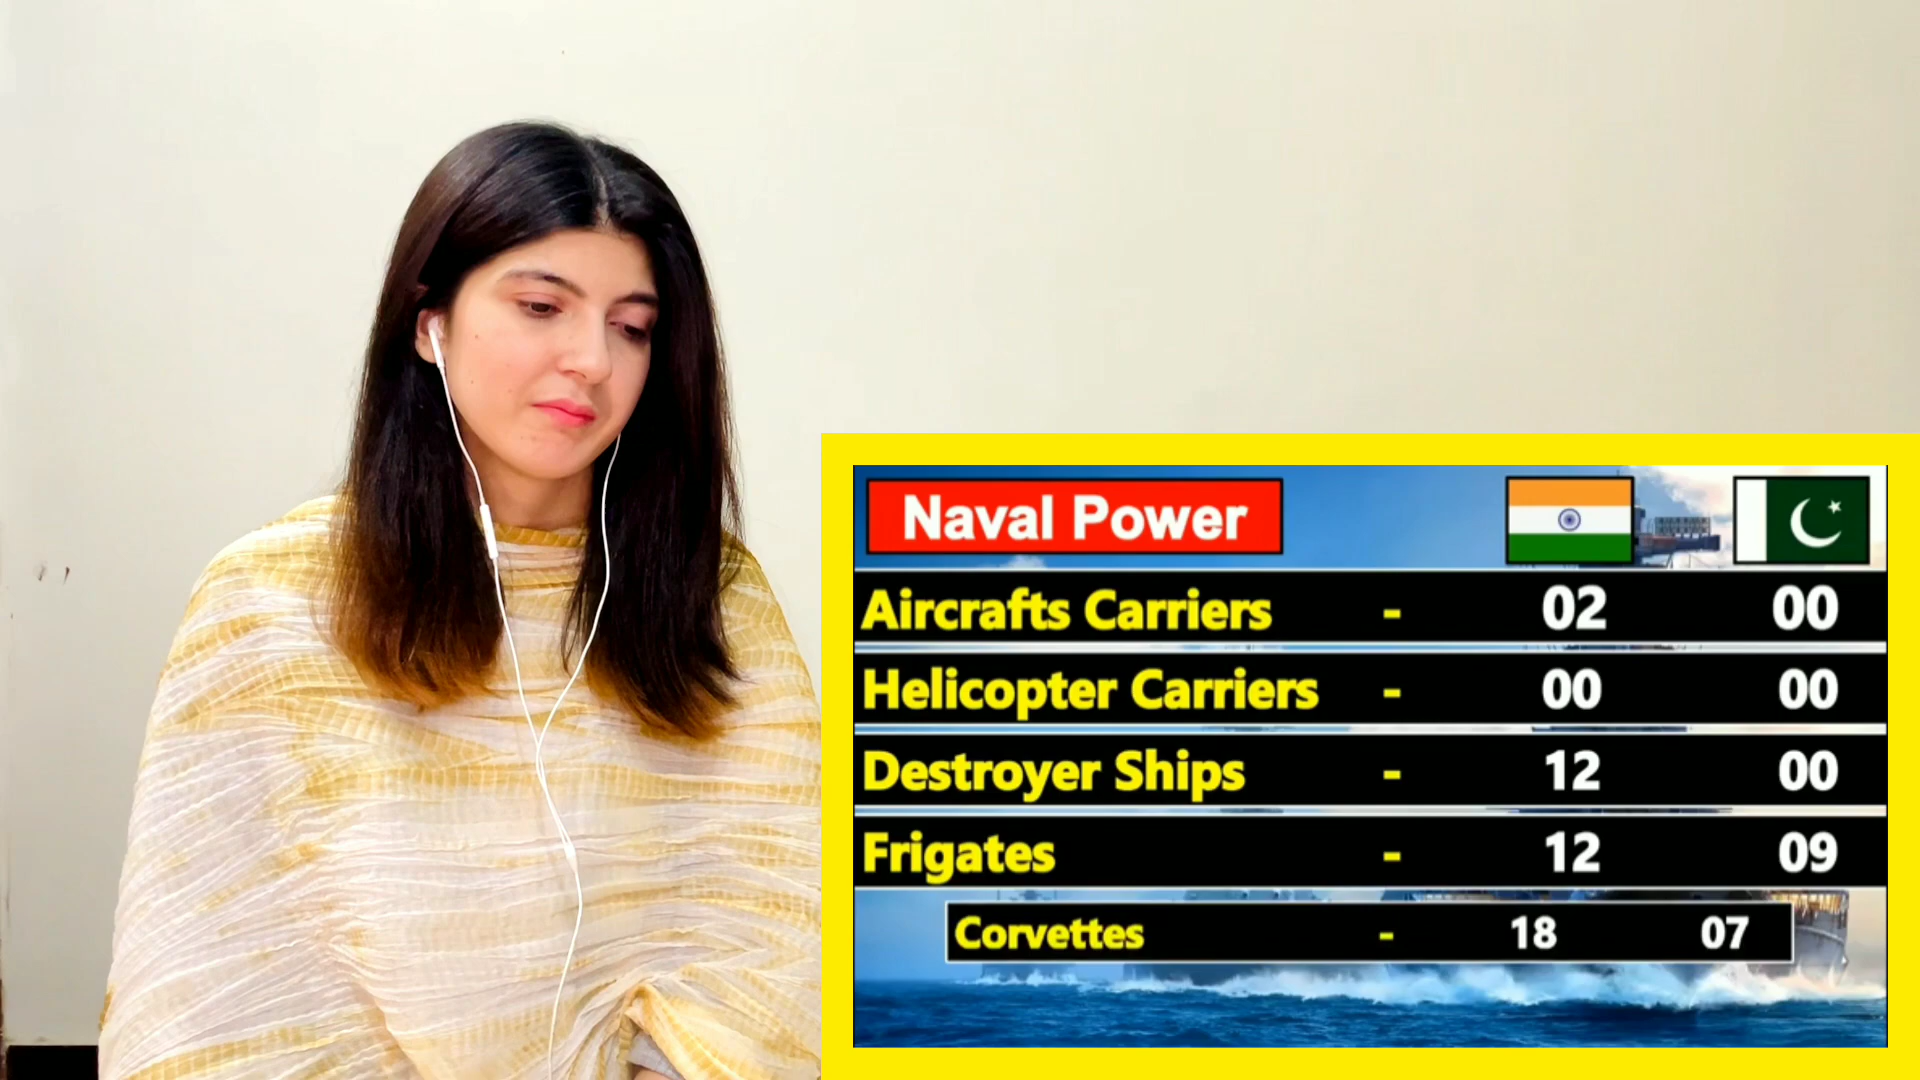 Naval Power
Aircrafts Carriers - 02 00
Helicopter Carriers - 00 00
Destroyer Ships - 12 00
Frigates - 12 09
Corvettes - 18 07